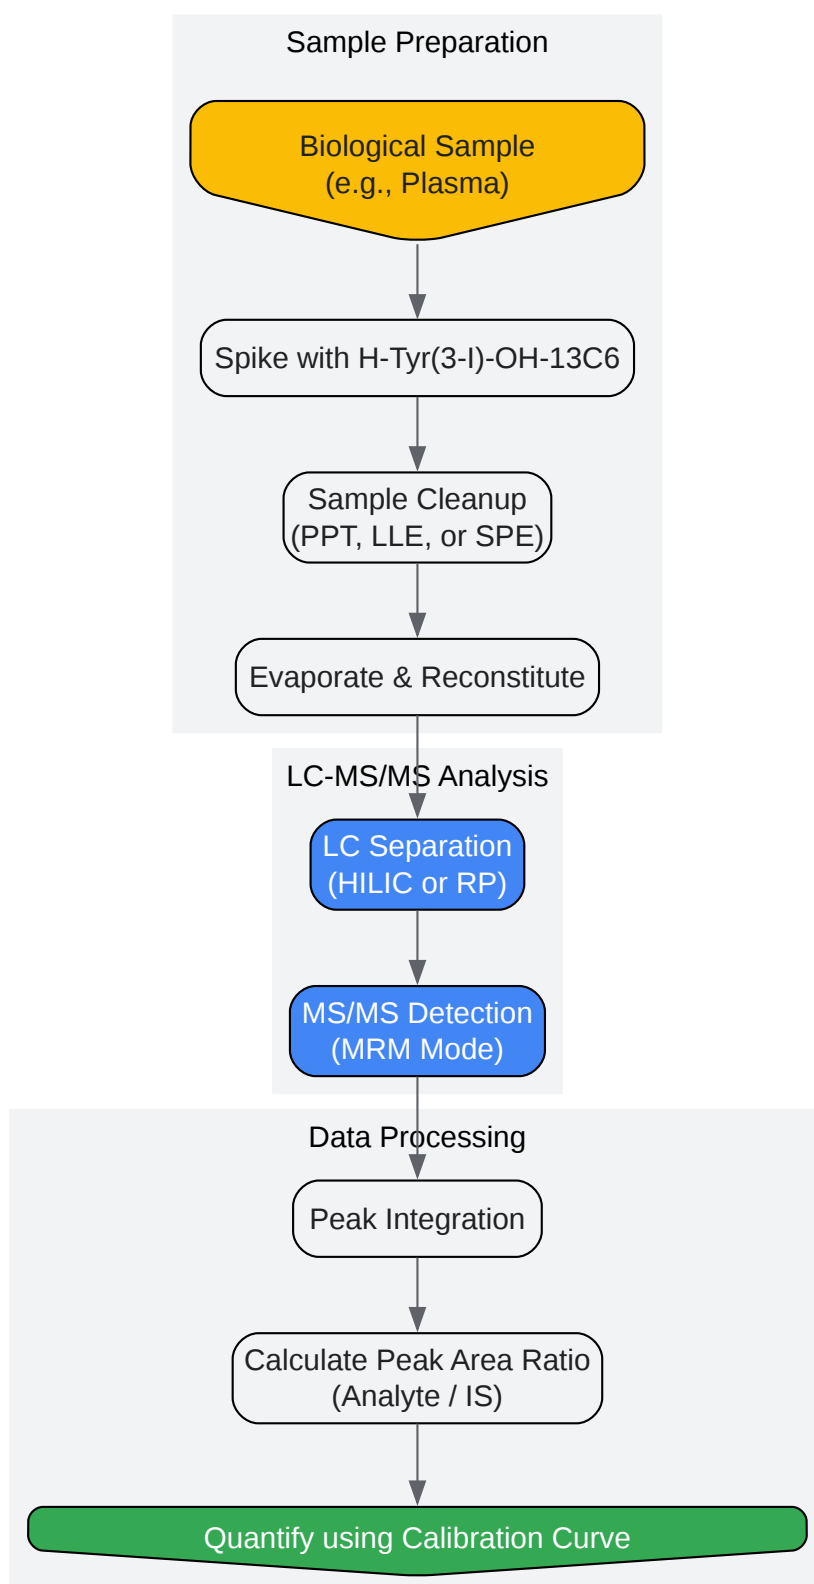 Sample Preparation
Biological Sample
(e.g., Plasma)
Spike with H-Tyr(3-I)-OH-13C6
Sample Cleanup
(PPT, LLE, or SPE)
Evaporate & Reconstitute
LC-MS/MS Analysis
LC Separation
(HILIC or RP)
MS/MS Detection
(MRM Mode)
Data Processing
Peak Integration
Calculate Peak Area Ratio
(Analyte / IS)
Quantify using Calibration Curve